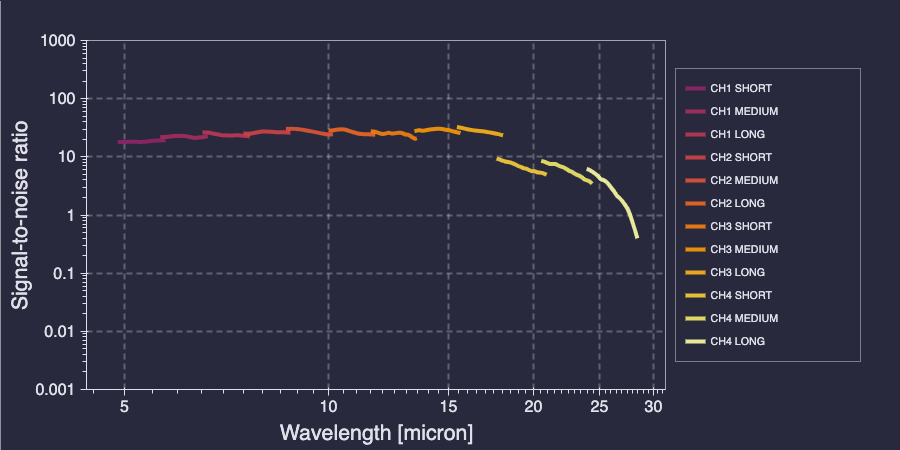 1000
100
10
1
0.1
0.01
0.001
Signal-to-noise ratio
5
10
15
20
25
30
Wavelength [micron]
CH1 SHORT
CH1 MEDIUM
CH1 LONG
CH2 SHORT
CH2 MEDIUM
CH2 LONG
CH3 SHORT
CH3 MEDIUM
CH3 LONG
CH4 SHORT
CH4 MEDIUM
CH4 LONG